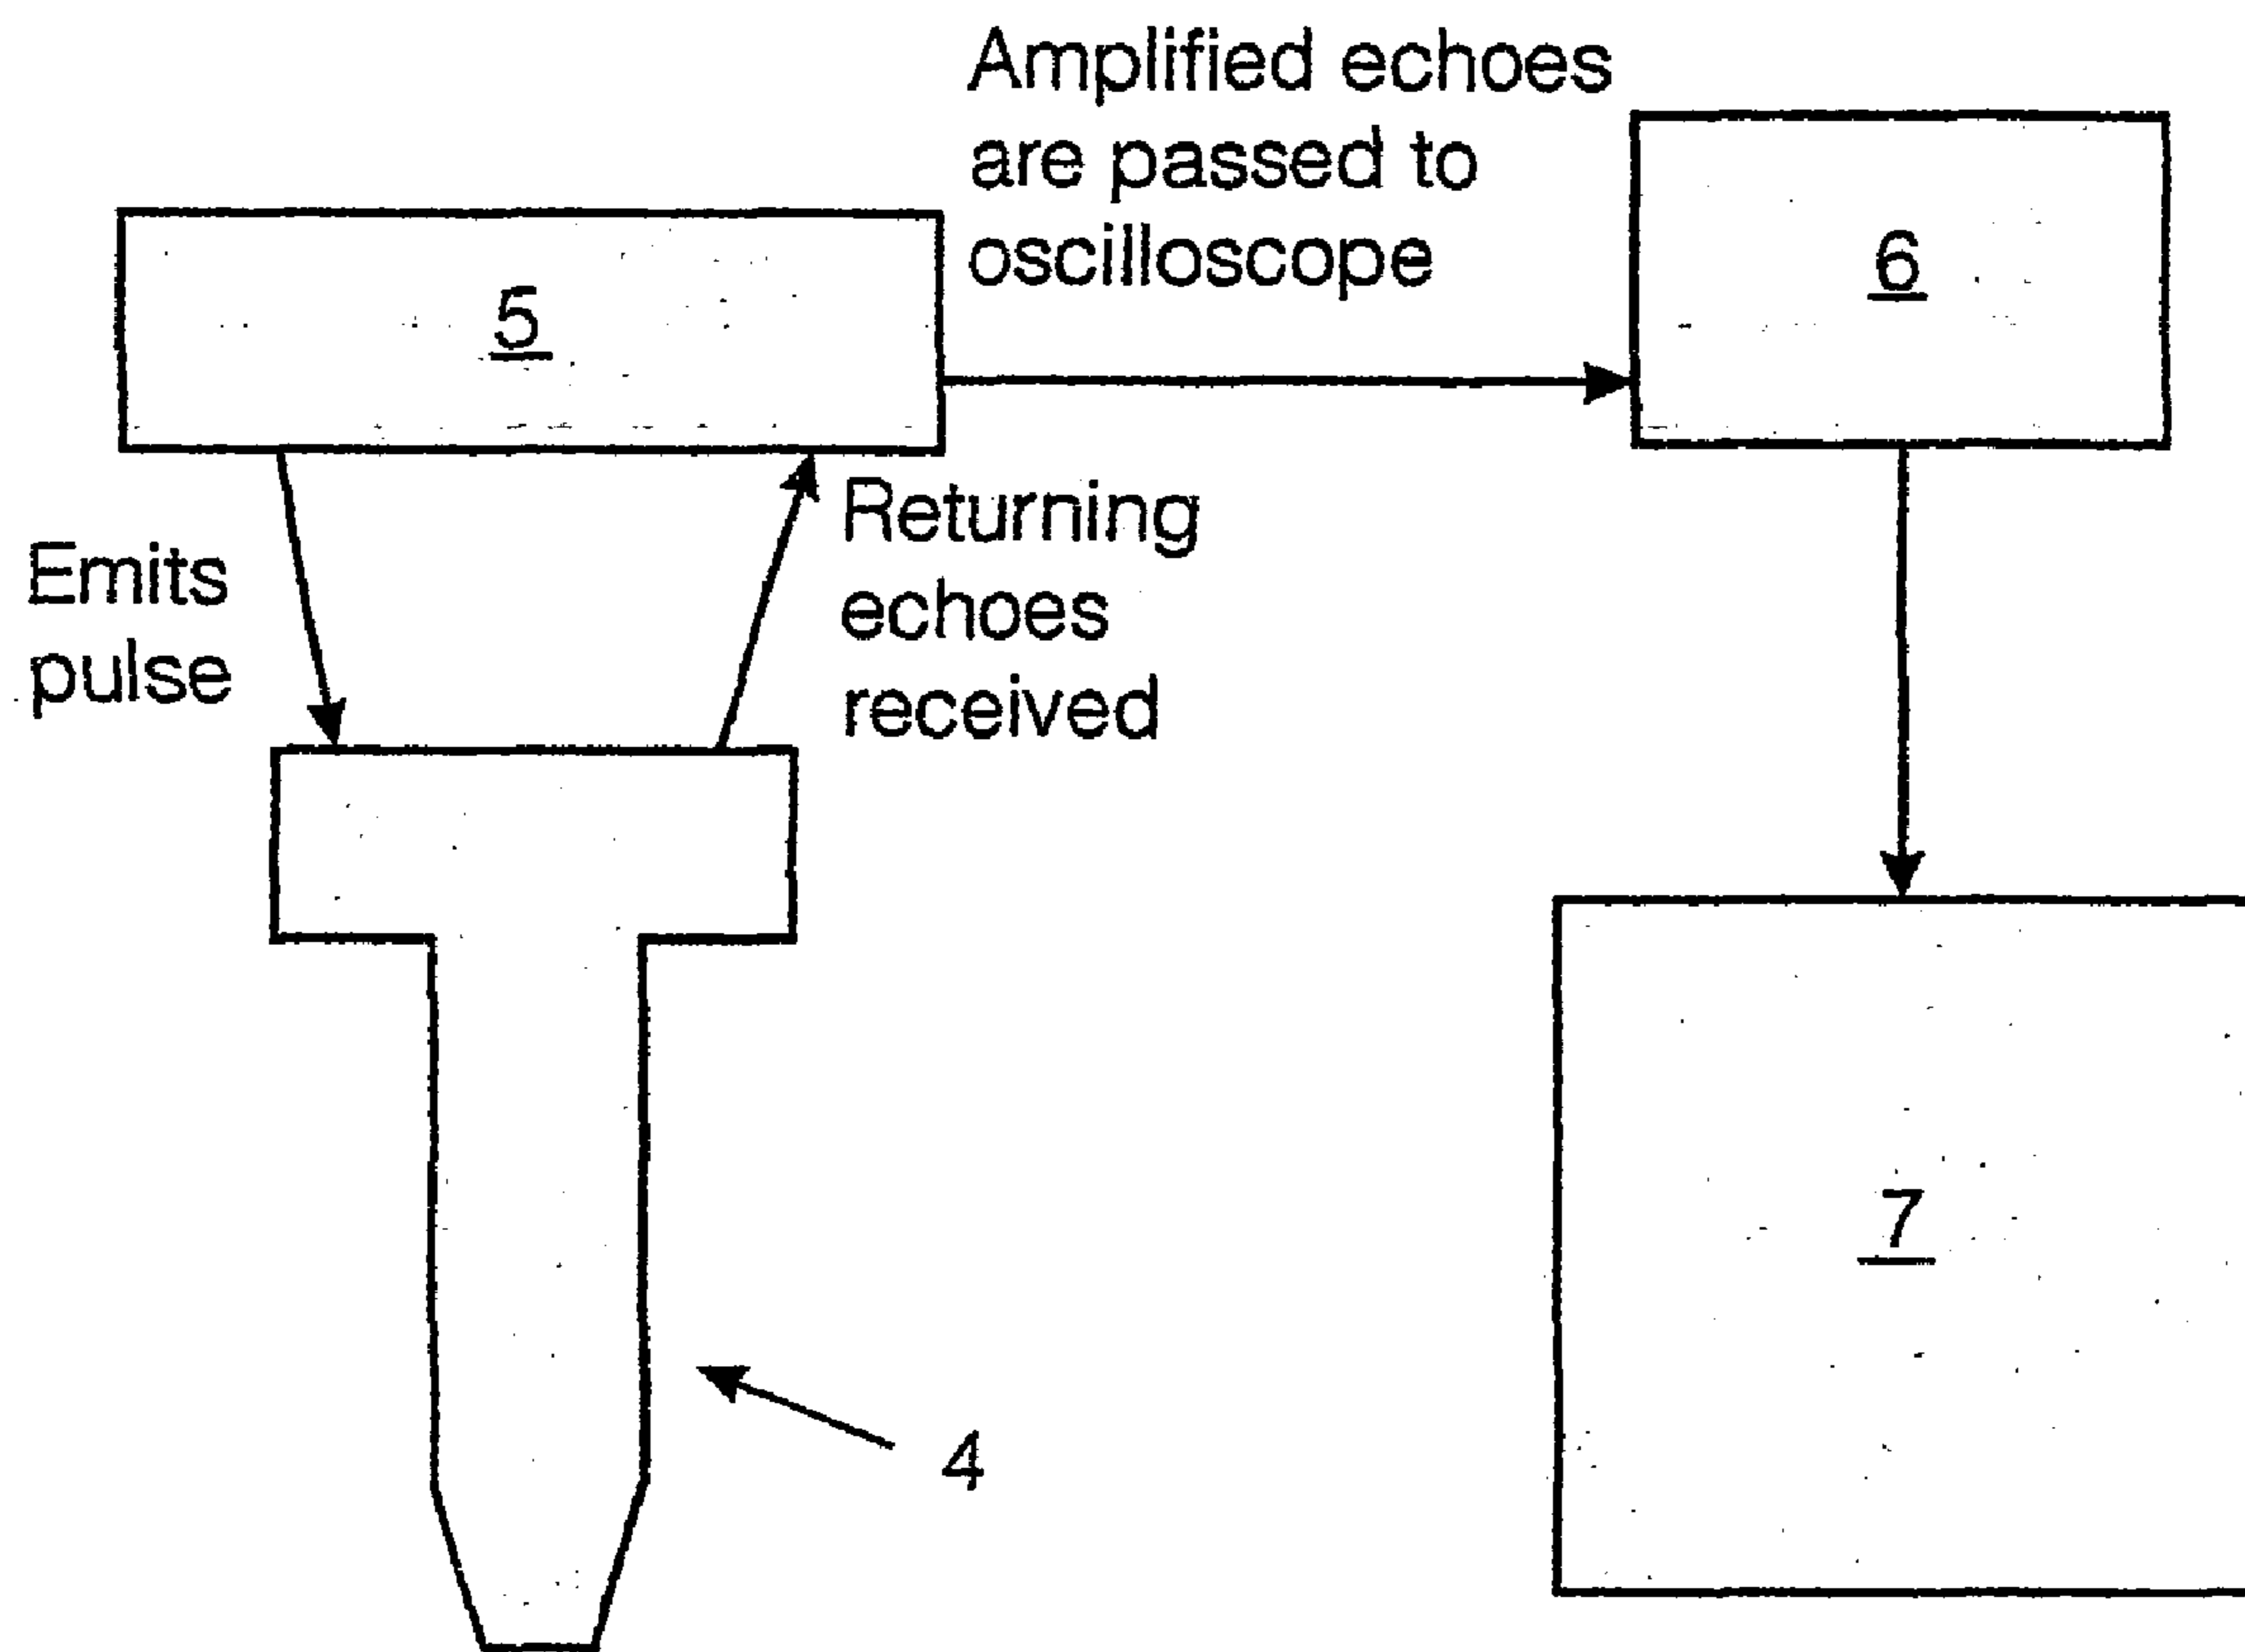 Amplified echoes
are passed to
oscilloscope
5
6
Emits
pulse
Returning
echoes
received
7
4